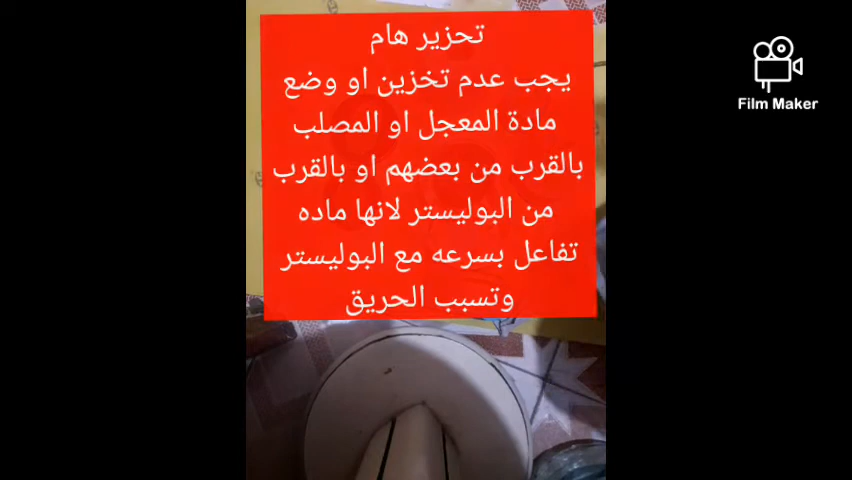 تحزير هام
يجب عدم تخزين او وضع
مادة المعجل او المصلب
بالقرب من بعضهم او بالقرب
من البوليستر لانها ماده
تفاعل بسرعه مع البوليستر
وتسبب الحريق
Film Maker